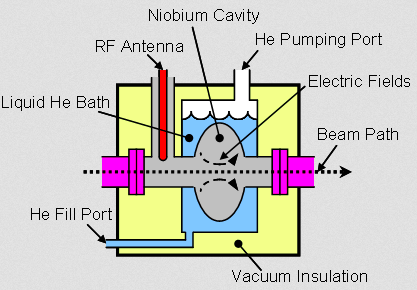 Niobium Cavity
RF Antenna
He Pumping Port
Electric Fields
Liquid He Bath
Beam Path
He Fill Port
Vacuum Insulation